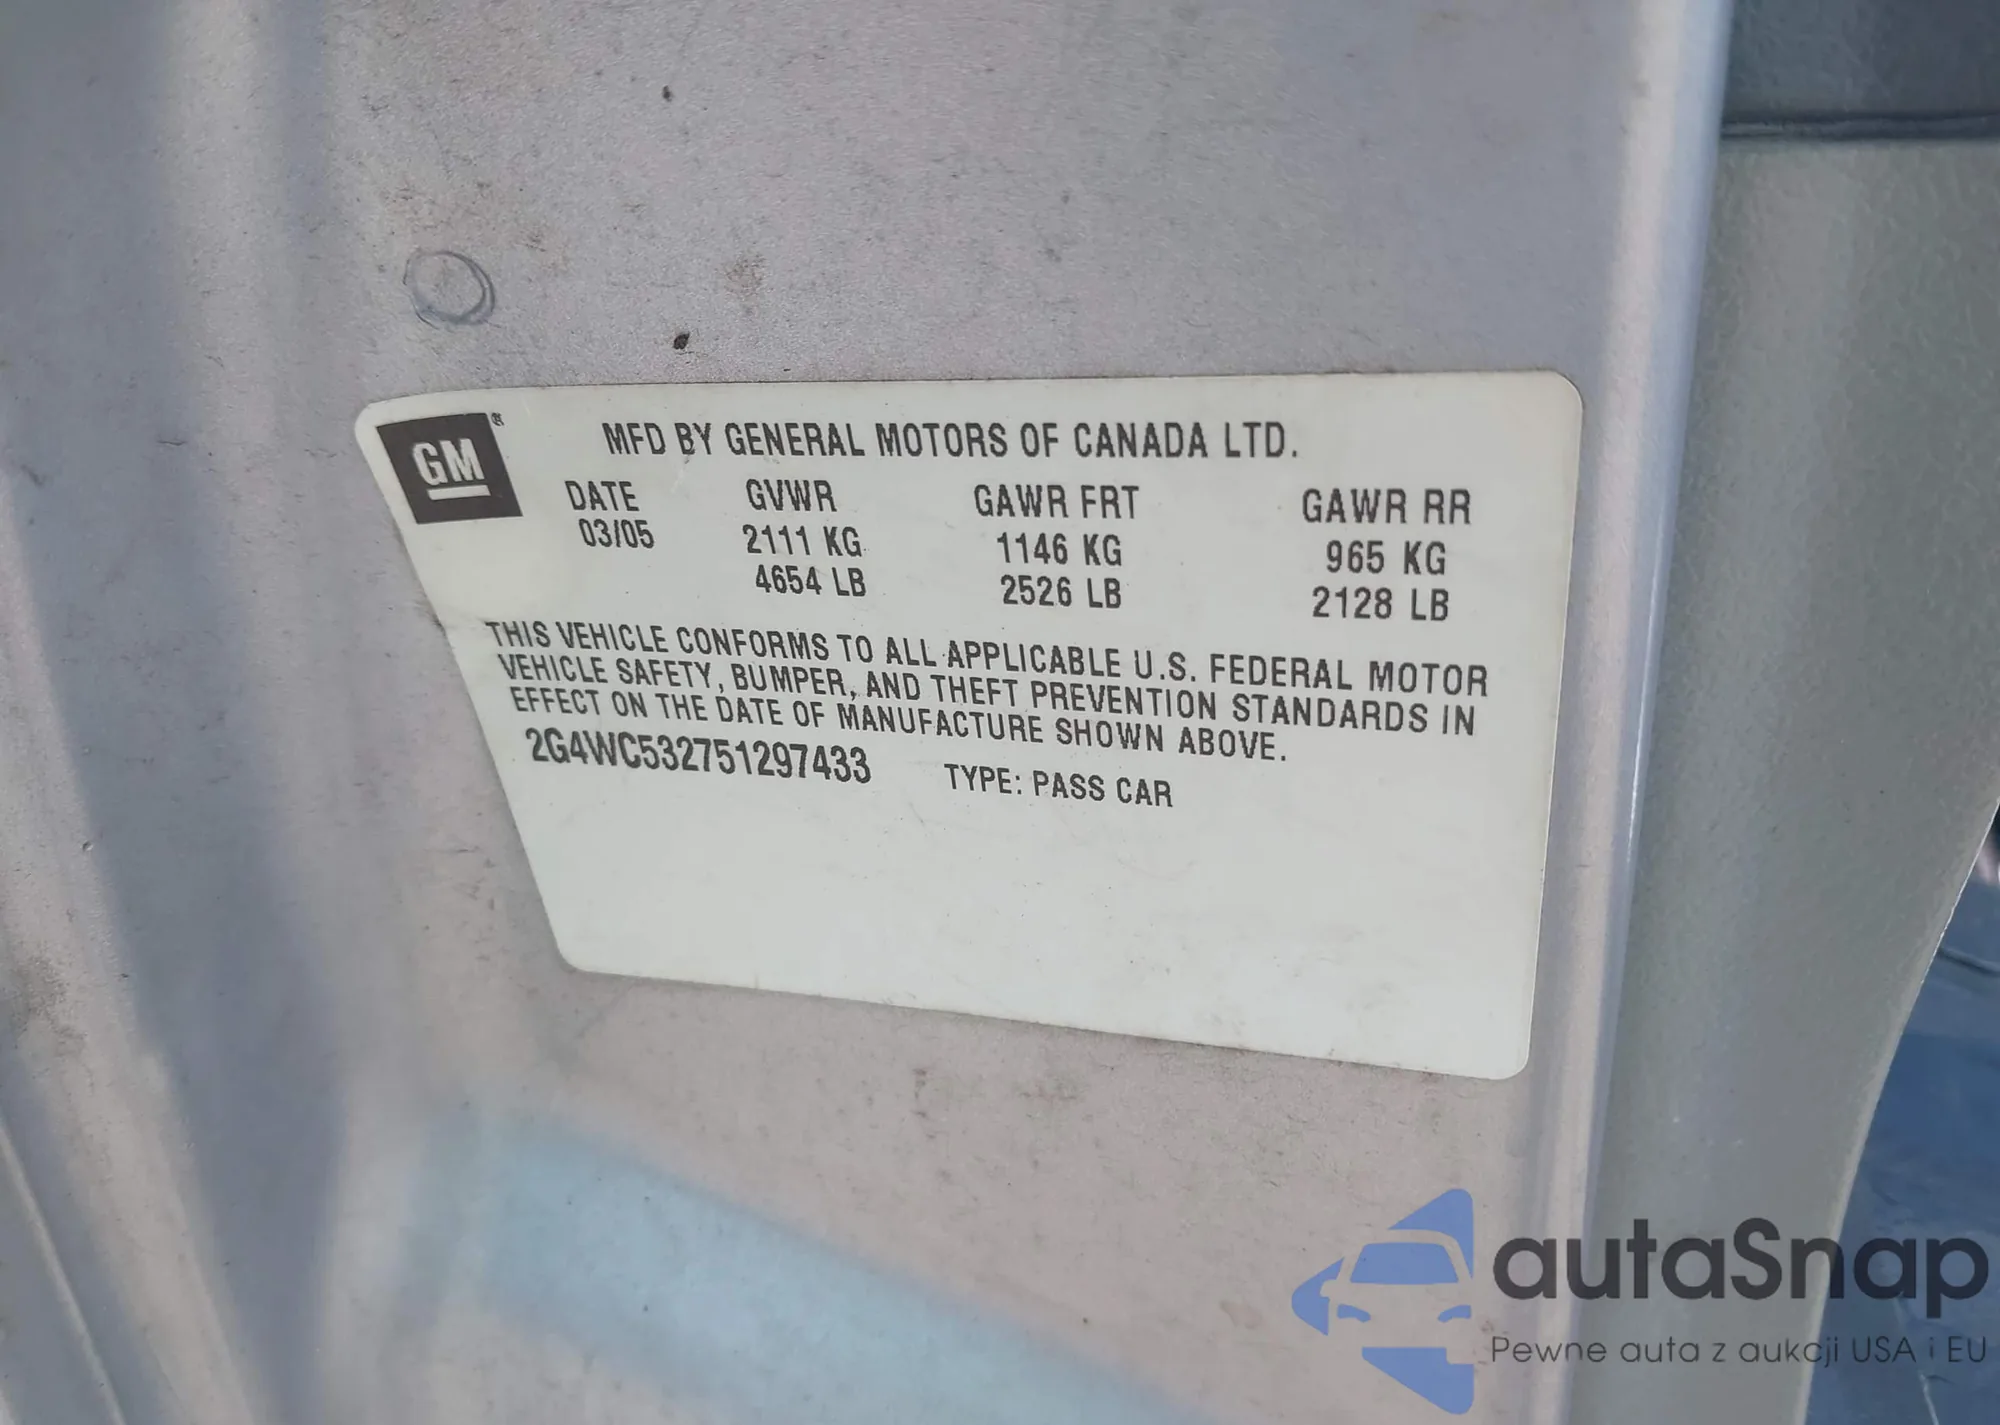 GM®
MFD BY GENERAL MOTORS OF CANADA LTD.
DATE GVWR GAWR FRT GAWR RR
03/05 2111 KG 1146 KG 965 KG
4654 LB 2526 LB 2128 LB
THIS VEHICLE CONFORMS TO ALL APPLICABLE U.S. FEDERAL MOTOR
VEHICLE SAFETY, BUMPER, AND THEFT PREVENTION STANDARDS IN
EFFECT ON THE DATE OF MANUFACTURE SHOWN ABOVE.
2G4WC532751297433 TYPE: PASS CAR
autaSnap
Pewne auta z aukcji USA i EU